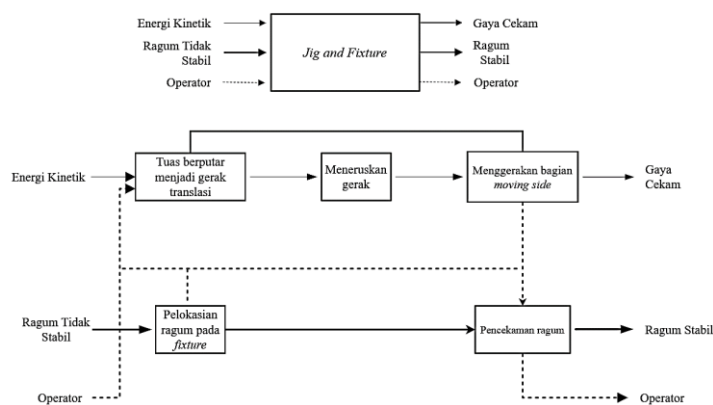 Energi Kinetik
Gaya Cekam
Ragum Tidak
Stabil
Jig and Fixture
Ragum
Stabil
Operator
Operator
Energi Kinetik
Tuas berputar
menjadi gerak
translasi
Meneruskan
gerak
Menggerakan bagian
moving side
Gaya
Cekam
Ragum Tidak
Stabil
Pelokasian
ragum pada
fixture
Pencekaman ragum
Ragum Stabil
Operator
Operator